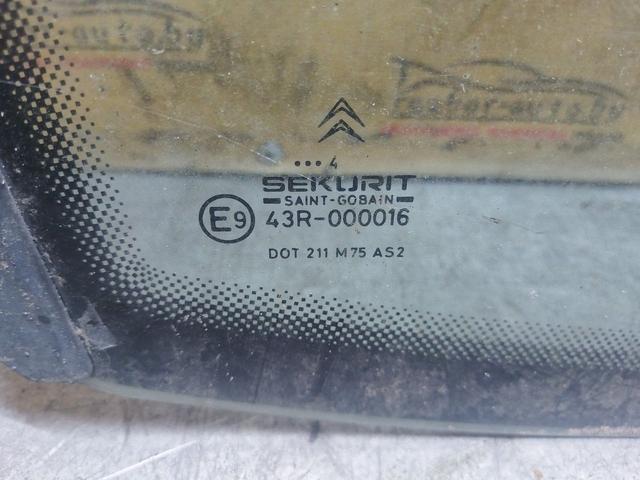 •••• 4
SEKURIT
SAINT-GOBAIN
E9 43R-000016
DOT 211 M75 AS2